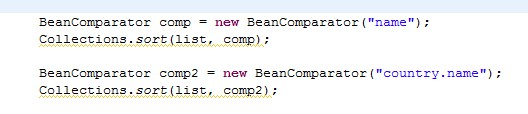 BeanComparator comp = new BeanComparator("name");
Collections.sort(list, comp);
BeanComparator comp2 = new BeanComparator("country.name");
Collections.sort(list, comp2);